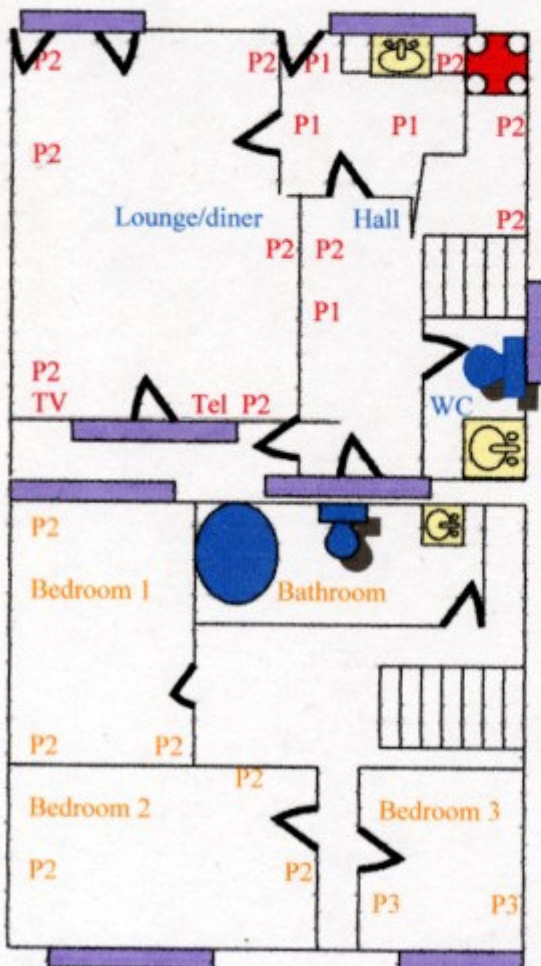 P2 P2 P1 P2
P2 P1 P1 P2
Lounge/diner Hall P2
P2 P2
P1
P2
TV Tel P2 WC
P2
Bedroom 1 Bathroom
P2 P2
P2
Bedroom 2 Bedroom 3
P2 P2
P3 P3